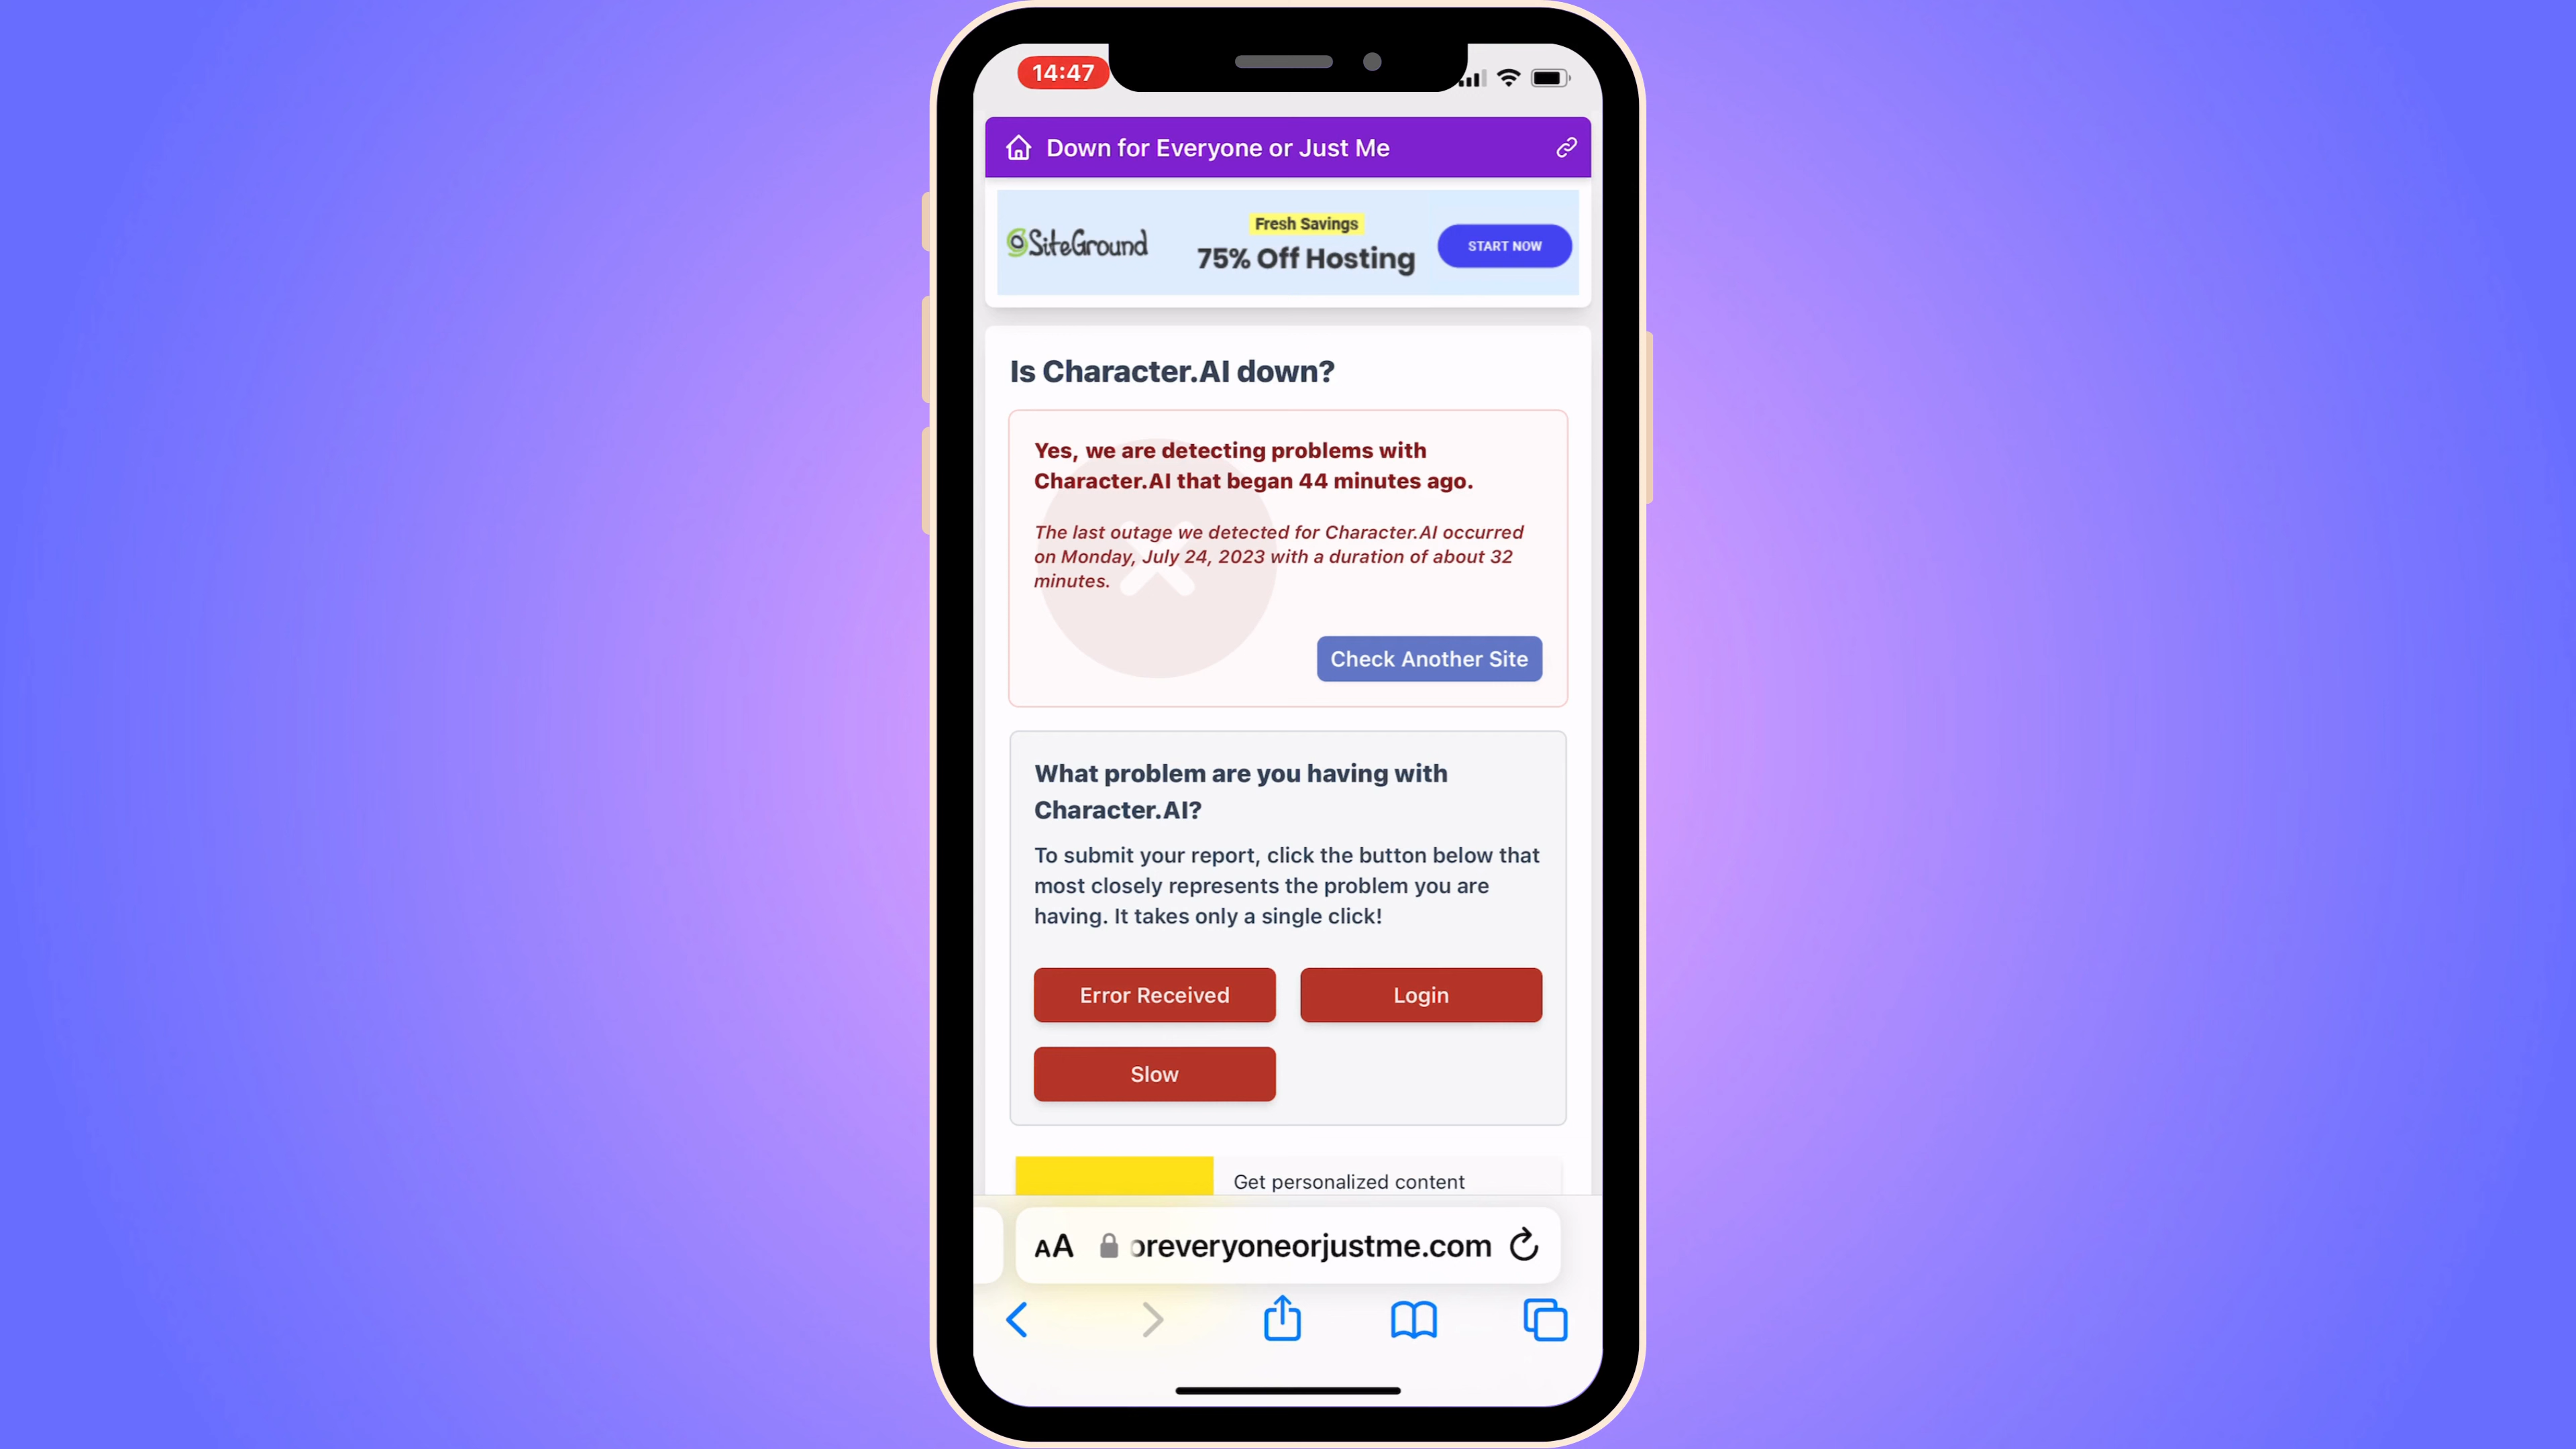 14:47
Down for Everyone or Just Me
SiteGround
Fresh Savings
75% Off Hosting
START NOW
Is Character.AI down?
Yes, we are detecting problems with
Character.AI that began 44 minutes ago.
The last outage we detected for Character.AI occurred
on Monday, July 24, 2023 with a duration of about 32
minutes.
Check Another Site
What problem are you having with
Character.AI?
To submit your report, click the button below that
most closely represents the problem you are
having. It takes only a single click!
Error Received
Login
Slow
Get personalized content
AA
oreveryoneorjustme.com